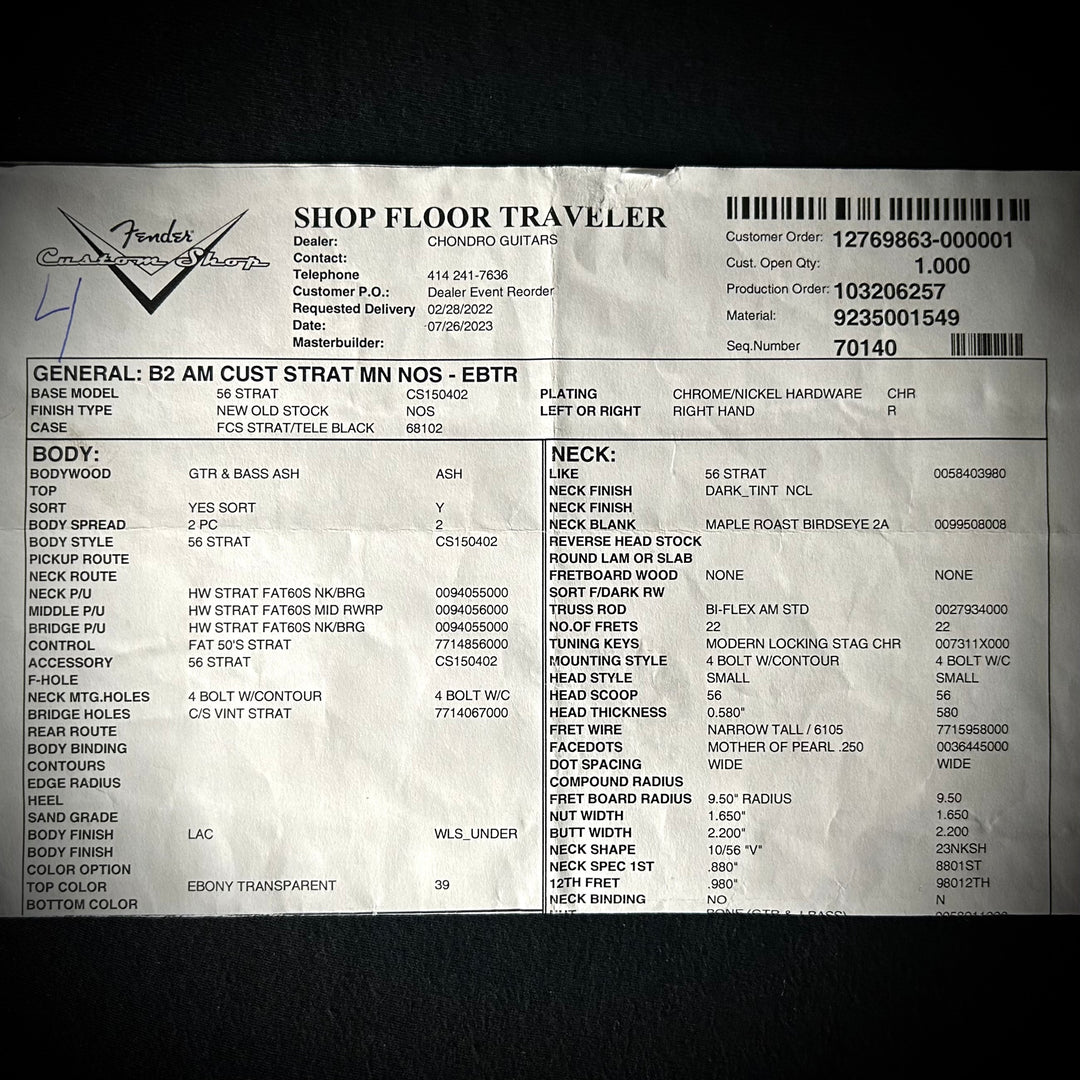 Fender
Custom Shop
4
SHOP FLOOR TRAVELER
Dealer: CHONDRO GUITARS
Contact:
Telephone 414 241-7636
Customer P.O.: Dealer Event Reorder
Requested Delivery 02/28/2022
Date: 07/26/2023
Masterbuilder:
Customer Order: 12769863-000001
Cust. Open Qty: 1.000
Production Order: 103206257
Material: 9235001549
Seq.Number 70140
GENERAL: B2 AM CUST STRAT MN NOS - EBTR
BASE MODEL 56 STRAT CS150402 PLATING CHROME/NICKEL HARDWARE CHR
FINISH TYPE NEW OLD STOCK NOS LEFT OR RIGHT RIGHT HAND R
CASE FCS STRAT/TELE BLACK 68102
BODY:
BODYWOOD GTR & BASS ASH ASH
TOP
SORT YES SORT Y
BODY SPREAD 2 PC 2
BODY STYLE 56 STRAT CS150402
PICKUP ROUTE
NECK ROUTE
NECK P/U HW STRAT FAT60S NK/BRG 0094055000
MIDDLE P/U HW STRAT FAT60S MID RWRP 0094056000
BRIDGE P/U HW STRAT FAT60S NK/BRG 0094055000
CONTROL FAT 50'S STRAT 7714856000
ACCESSORY 56 STRAT CS150402
F-HOLE
NECK MTG.HOLES 4 BOLT W/CONTOUR 4 BOLT W/C
BRIDGE HOLES C/S VINT STRAT 7714067000
REAR ROUTE
BODY BINDING
CONTOURS
EDGE RADIUS
HEEL
SAND GRADE
BODY FINISH LAC WLS_UNDER
BODY FINISH
COLOR OPTION
TOP COLOR EBONY TRANSPARENT 39
BOTTOM COLOR
NECK:
LIKE 56 STRAT 0058403980
NECK FINISH DARK_TINT NCL
NECK FINISH
NECK BLANK MAPLE ROAST BIRDSEYE 2A 0099508008
REVERSE HEAD STOCK
ROUND LAM OR SLAB
FRETBOARD WOOD NONE NONE
SORT F/DARK RW
TRUSS ROD BI-FLEX AM STD 0027934000
NO.OF FRETS 22 22
TUNING KEYS MODERN LOCKING STAG CHR 007311X000
MOUNTING STYLE 4 BOLT W/CONTOUR 4 BOLT W/C
HEAD STYLE SMALL SMALL
HEAD SCOOP 56 56
HEAD THICKNESS 0.580" 580
FRET WIRE NARROW TALL / 6105 7715958000
FACEDOTS MOTHER OF PEARL .250 0036445000
DOT SPACING WIDE WIDE
COMPOUND RADIUS
FRET BOARD RADIUS 9.50" RADIUS 9.50
NUT WIDTH 1.650" 1.650
BUTT WIDTH 2.200" 2.200
NECK SHAPE 10/56 "V" 23NKSH
NECK SPEC 1ST .880" 8801ST
12TH FRET .980" 98012TH
NECK BINDING NO N